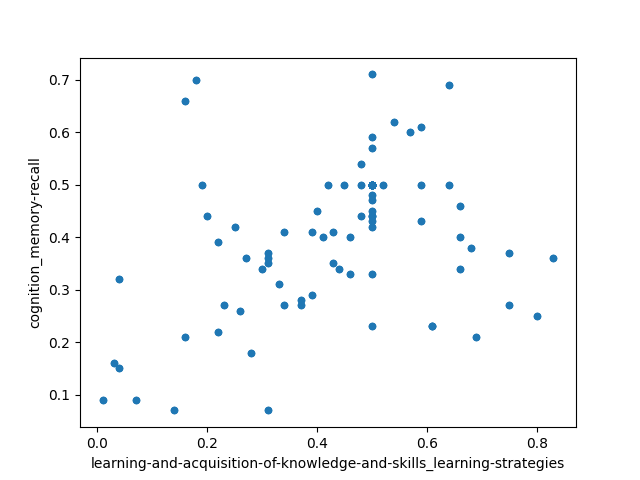 0.7
0.6
0.5
0.4
0.3
0.2
0.1
cognition_memory-recall
0.0 0.2 0.4 0.6 0.8
learning-and-acquisition-of-knowledge-and-skills_learning-strategies